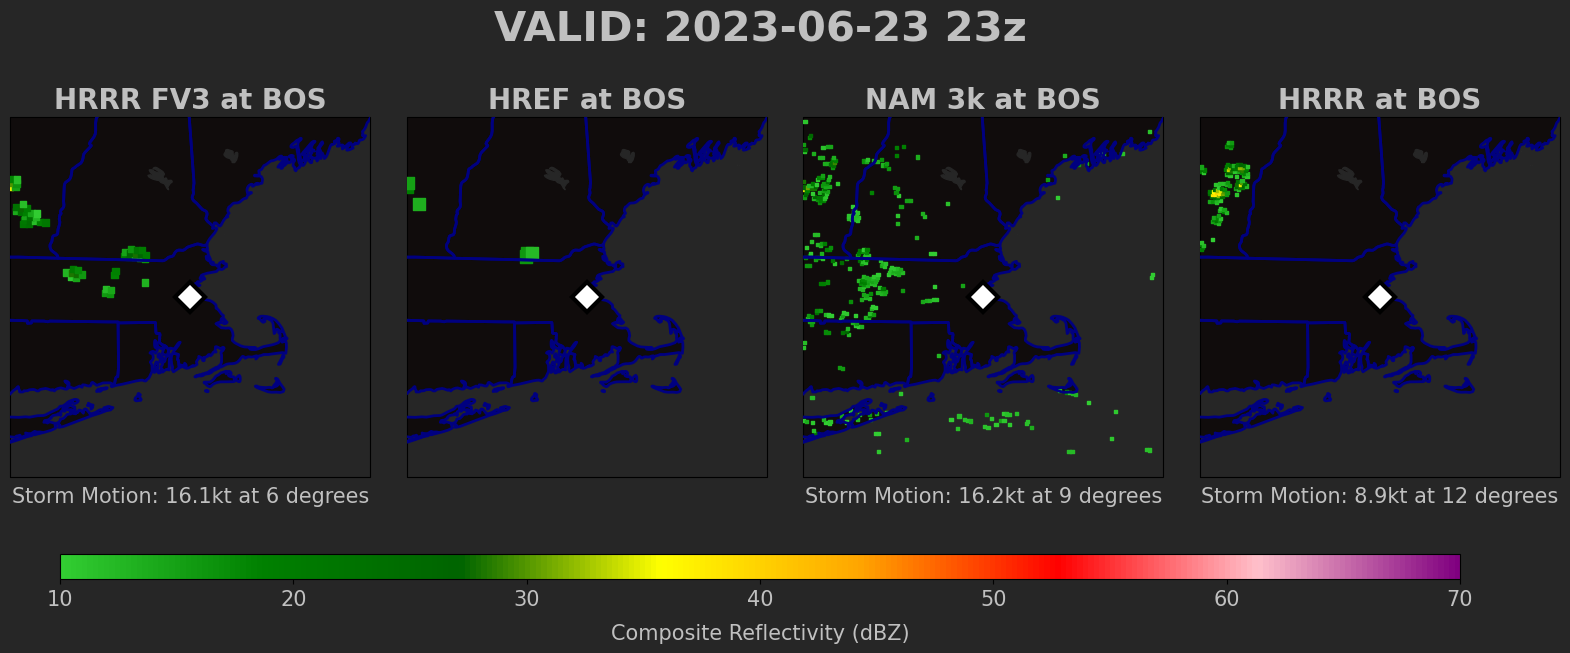 VALID: 2023-06-23 23z
HRRR FV3 at BOS
HREF at BOS
NAM 3k at BOS
HRRR at BOS
Storm Motion: 16.1kt at 6 degrees
Storm Motion: 16.2kt at 9 degrees
Storm Motion: 8.9kt at 12 degrees
10 20 30 40 50 60 70
Composite Reflectivity (dBZ)